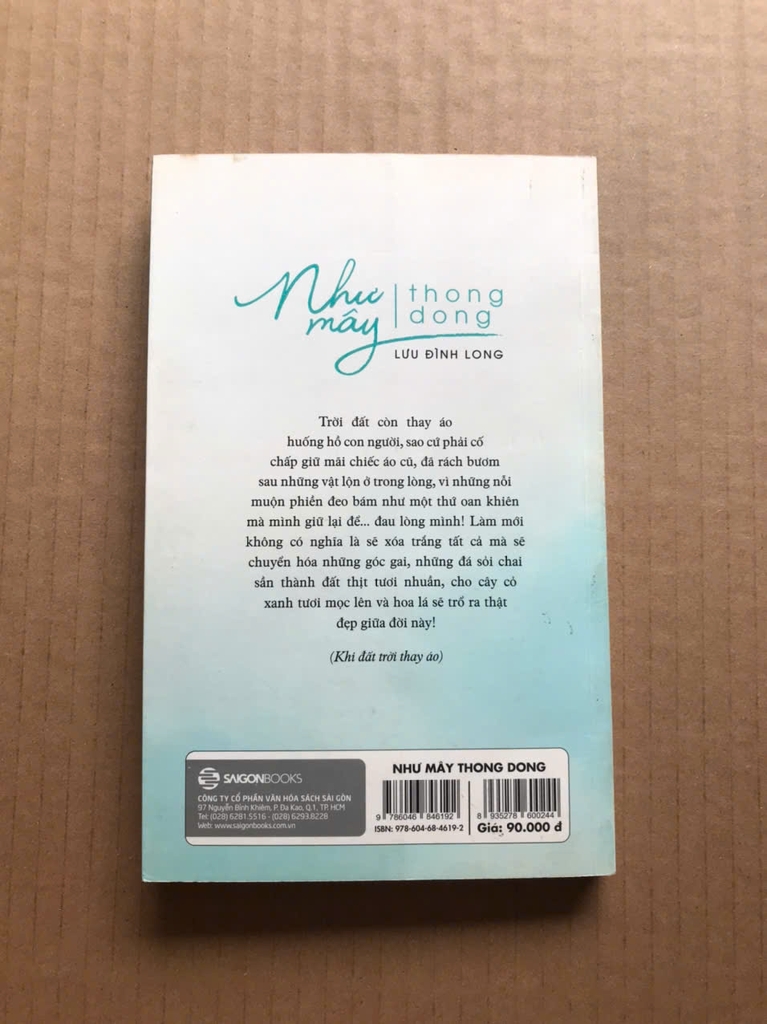 Như mây thong dong
LƯU ĐÌNH LONG
Trời đất còn thay áo
huống hồ con người, sao cứ phải cố
chấp giữ mãi chiếc áo cũ, đã rách bươm
sau những vật lộn ở trong lòng, vì những nỗi
muộn phiền đeo bám như một thứ oan khiên
mà mình giữ lại để... đau lòng mình! Làm mới
không có nghĩa là sẽ xóa trắng tất cả mà sẽ
chuyển hóa những góc gai, những đá sỏi chai
sần thành đất thịt tươi nhuần, cho cây cỏ
xanh tươi mọc lên và hoa lá sẽ trổ ra thật
đẹp giữa đời này!
(Khi đất trời thay áo)
SAIGONBOOKS
CÔNG TY CỔ PHẦN VĂN HÓA SÁCH SÀI GÒN
97 Nguyễn Bỉnh Khiêm, P. Đa Kao, Q.1, TP. HCM
Tel: (028) 6281.5516 - (028) 6293.8228
Web: www.saigonbooks.com.vn
NHƯ MÂY THONG DONG
9 786046 846192
ISBN: 978-604-68-4619-2
8 935278 600244
Giá: 90.000 đ